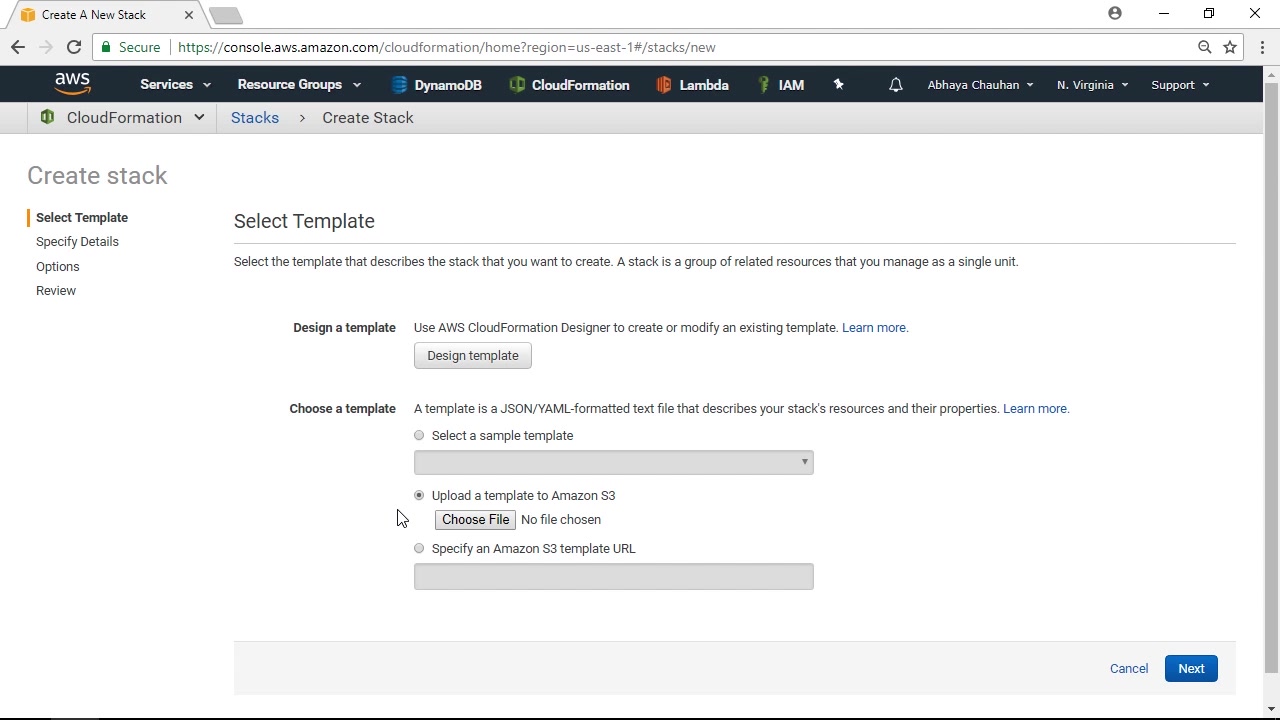 Create A New Stack
Secure https://console.aws.amazon.com/cloudformation/home?region=us-east-1#/stacks/new
aws Services Resource Groups DynamoDB CloudFormation Lambda IAM Abhaya Chauhan N. Virginia Support
CloudFormation Stacks > Create Stack
Create stack
Select Template
Specify Details
Options
Review
Select Template
Select the template that describes the stack that you want to create. A stack is a group of related resources that you manage as a single unit.
Design a template Use AWS CloudFormation Designer to create or modify an existing template. Learn more.
Design template
Choose a template A template is a JSON/YAML-formatted text file that describes your stack's resources and their properties. Learn more.
Select a sample template
Upload a template to Amazon S3
Choose File No file chosen
Specify an Amazon S3 template URL
Cancel Next